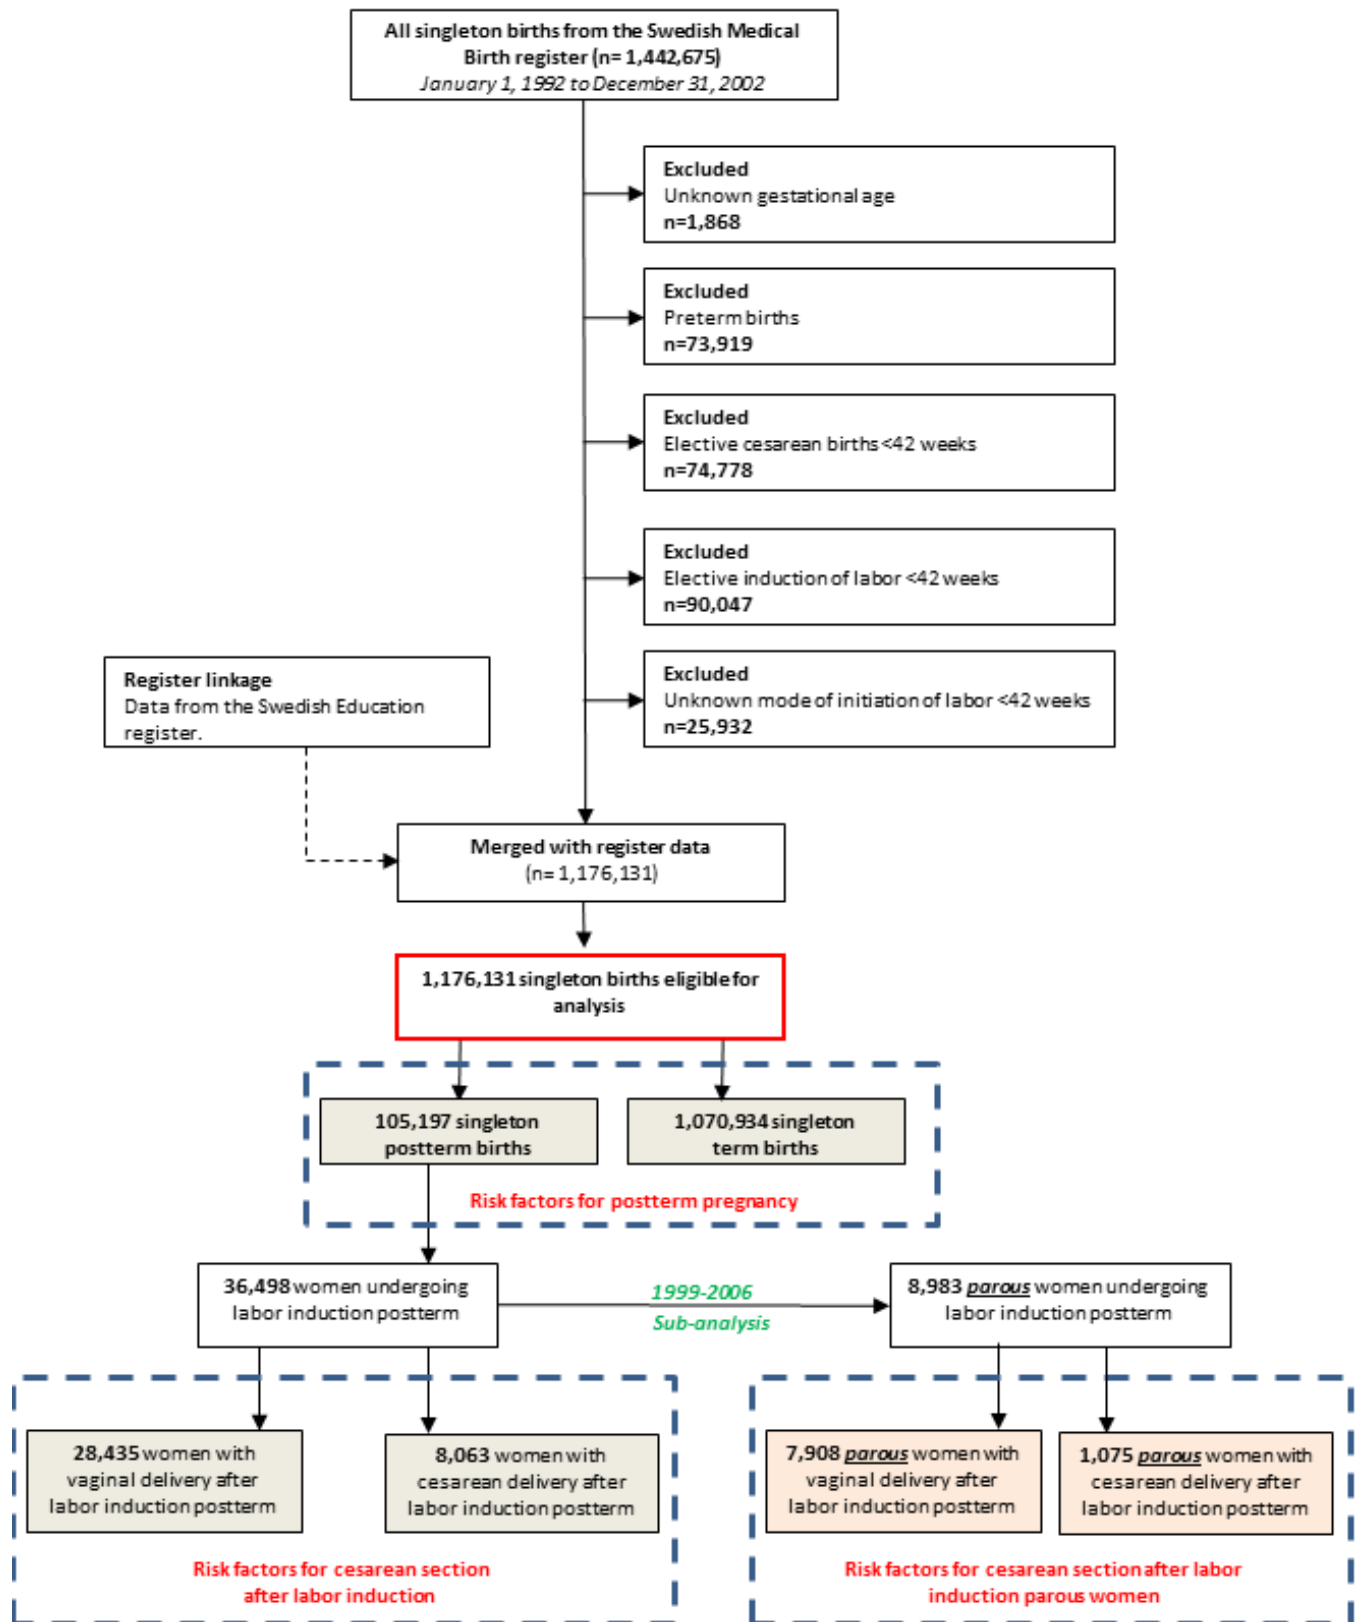 All singleton births from the Swedish Medical
Birth register (n= 1,442,675)
January 1, 1992 to December 31, 2002
Excluded
Unknown gestational age
n=1,868
Excluded
Preterm births
n=73,919
Excluded
Elective cesarean births <42 weeks
n=74,778
Excluded
Elective induction of labor <42 weeks
n=90,047
Excluded
Unknown mode of initiation of labor <42 weeks
n=25,932
Register linkage
Data from the Swedish Education
register.
Merged with register data
(n= 1,176,131)
1,176,131 singleton births eligible for
analysis
105,197 singleton
postterm births
1,070,934 singleton
term births
Risk factors for postterm pregnancy
36,498 women undergoing
labor induction postterm
1999-2006
Sub-analysis
8,983 parous women undergoing
labor induction postterm
28,435 women with
vaginal delivery after
labor induction postterm
8,063 women with
cesarean delivery after
labor induction postterm
7,908 parous women with
vaginal delivery after
labor induction postterm
1,075 parous women with
cesarean delivery after
labor induction postterm
Risk factors for cesarean section
after labor induction
Risk factors for cesarean section after labor
induction parous women